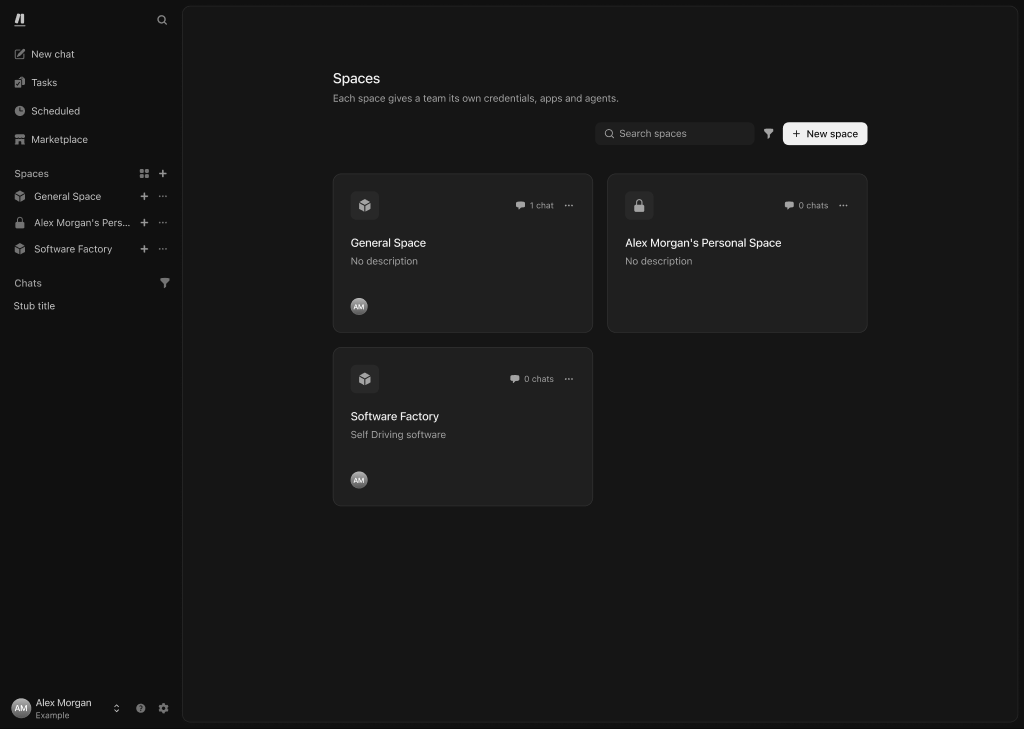 New chat
Tasks
Scheduled
Marketplace
Spaces
General Space
Alex Morgan's Pers...
Software Factory
Chats
Stub title
AM
Alex Morgan
Example
Spaces
Each space gives a team its own credentials, apps and agents.
Search spaces
New space
1 chat
General Space
No description
AM
0 chats
Alex Morgan's Personal Space
No description
0 chats
Software Factory
Self Driving software
AM